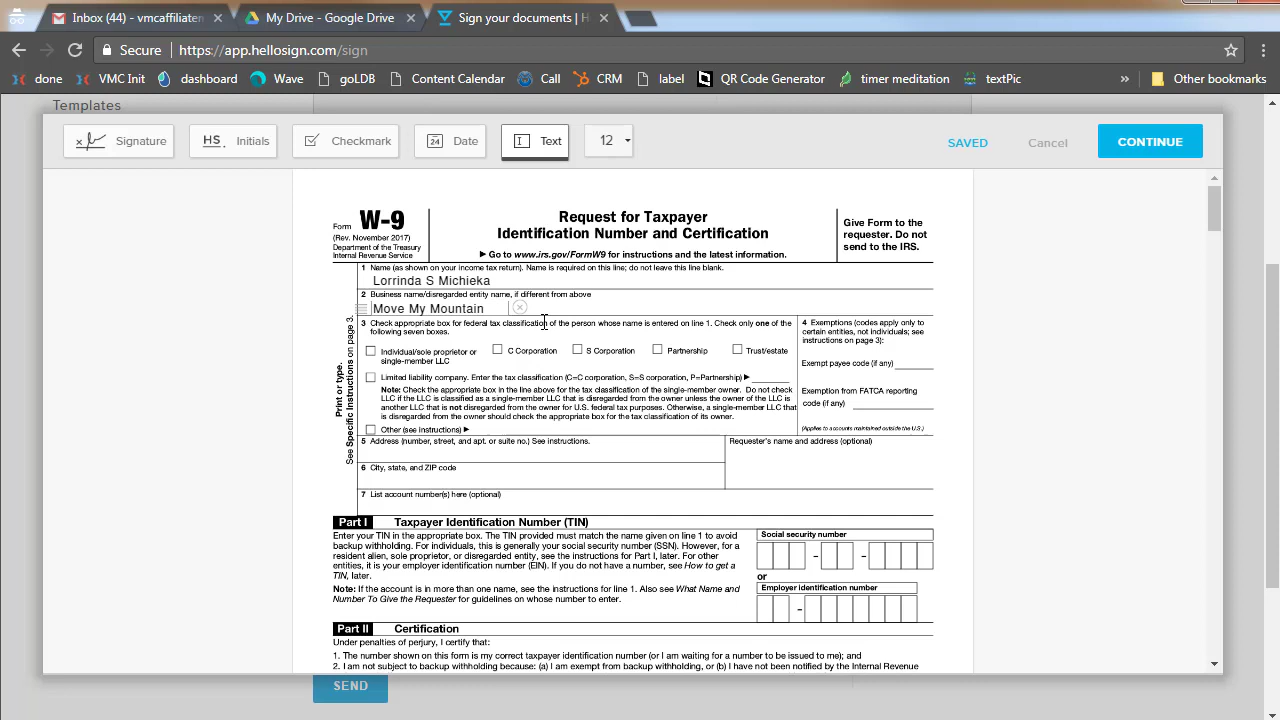 Inbox (44) - vmcaffiliaten
My Drive - Google Drive
Sign your documents | H
Secure
https://app.hellosign.com/sign
done
VMC Init
dashboard
Wave
goLDB
Content Calendar
Call
CRM
label
QR Code Generator
timer meditation
textPic
»
Other bookmarks
Templates
Signature
HS. Initials
Checkmark
24 Date
Text
12
SAVED
Cancel
CONTINUE
Form W-9
(Rev. November 2017)
Department of the Treasury
Internal Revenue Service
Request for Taxpayer
Identification Number and Certification
▶ Go to www.irs.gov/FormW9 for instructions and the latest information.
Give Form to the
requester. Do not
send to the IRS.
Print or type.
See Specific Instructions on page 3.
1 Name (as shown on your income tax return). Name is required on this line; do not leave this line blank.
Lorrinda S Michieka
2 Business name/disregarded entity name, if different from above
Move My Mountain
3 Check appropriate box for federal tax classification of the person whose name is entered on line 1. Check only one of the
following seven boxes.
Individual/sole proprietor or
single-member LLC
C Corporation
S Corporation
Partnership
Trust/estate
Limited liability company. Enter the tax classification (C=C corporation, S=S corporation, P=Partnership) ▶
Note: Check the appropriate box in the line above for the tax classification of the single-member owner. Do not check
LLC if the LLC is classified as a single-member LLC that is disregarded from the owner unless the owner of the LLC is
another LLC that is not disregarded from the owner for U.S. federal tax purposes. Otherwise, a single-member LLC that
is disregarded from the owner should check the appropriate box for the tax classification of its owner.
Other (see instructions) ▶
4 Exemptions (codes apply only to
certain entities, not individuals; see
instructions on page 3):
Exempt payee code (if any)
Exemption from FATCA reporting
code (if any)
(Applies to accounts maintained outside the U.S.)
5 Address (number, street, and apt. or suite no.) See instructions.
Requester's name and address (optional)
6 City, state, and ZIP code
7 List account number(s) here (optional)
Part I Taxpayer Identification Number (TIN)
Enter your TIN in the appropriate box. The TIN provided must match the name given on line 1 to avoid
backup withholding. For individuals, this is generally your social security number (SSN). However, for a
resident alien, sole proprietor, or disregarded entity, see the instructions for Part I, later. For other
entities, it is your employer identification number (EIN). If you do not have a number, see How to get a
TIN, later.
Note: If the account is in more than one name, see the instructions for line 1. Also see What Name and
Number To Give the Requester for guidelines on whose number to enter.
Social security number
– –
or
Employer identification number
–
Part II Certification
Under penalties of perjury, I certify that:
1. The number shown on this form is my correct taxpayer identification number (or I am waiting for a number to be issued to me); and
2. I am not subject to backup withholding because: (a) I am exempt from backup withholding, or (b) I have not been notified by the Internal Revenue
SEND